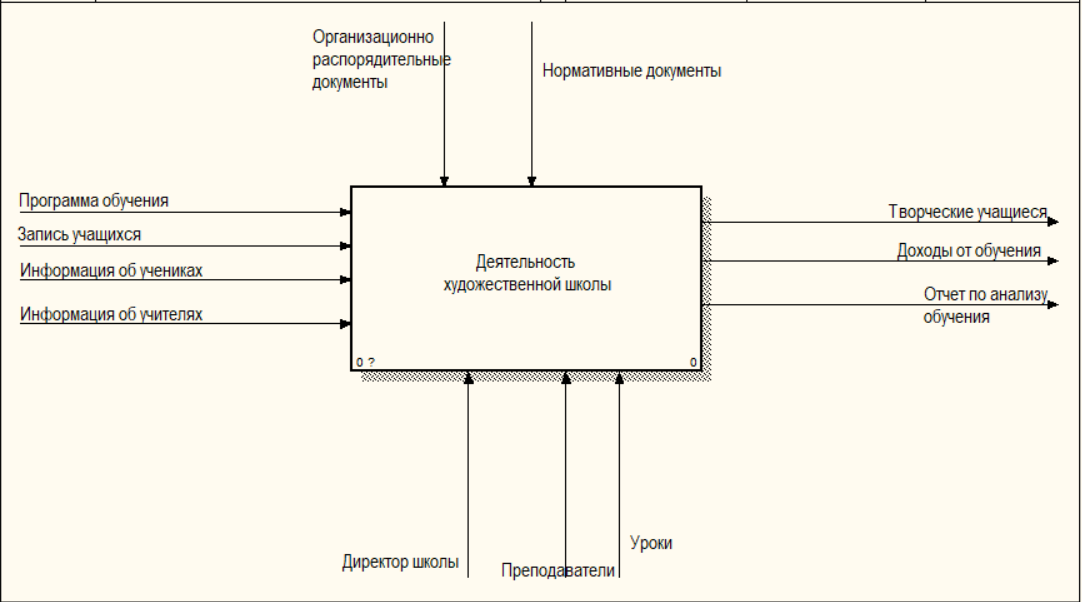 Организационно
распорядительные
документы
Нормативные документы
Программа обучения
Запись учащихся
Информация об учениках
Информация об учителях
Деятельность
художественной школы
0 ?
0
Творческие учащиеся
Доходы от обучения
Отчет по анализу
обучения
Директор школы
Преподаватели
Уроки